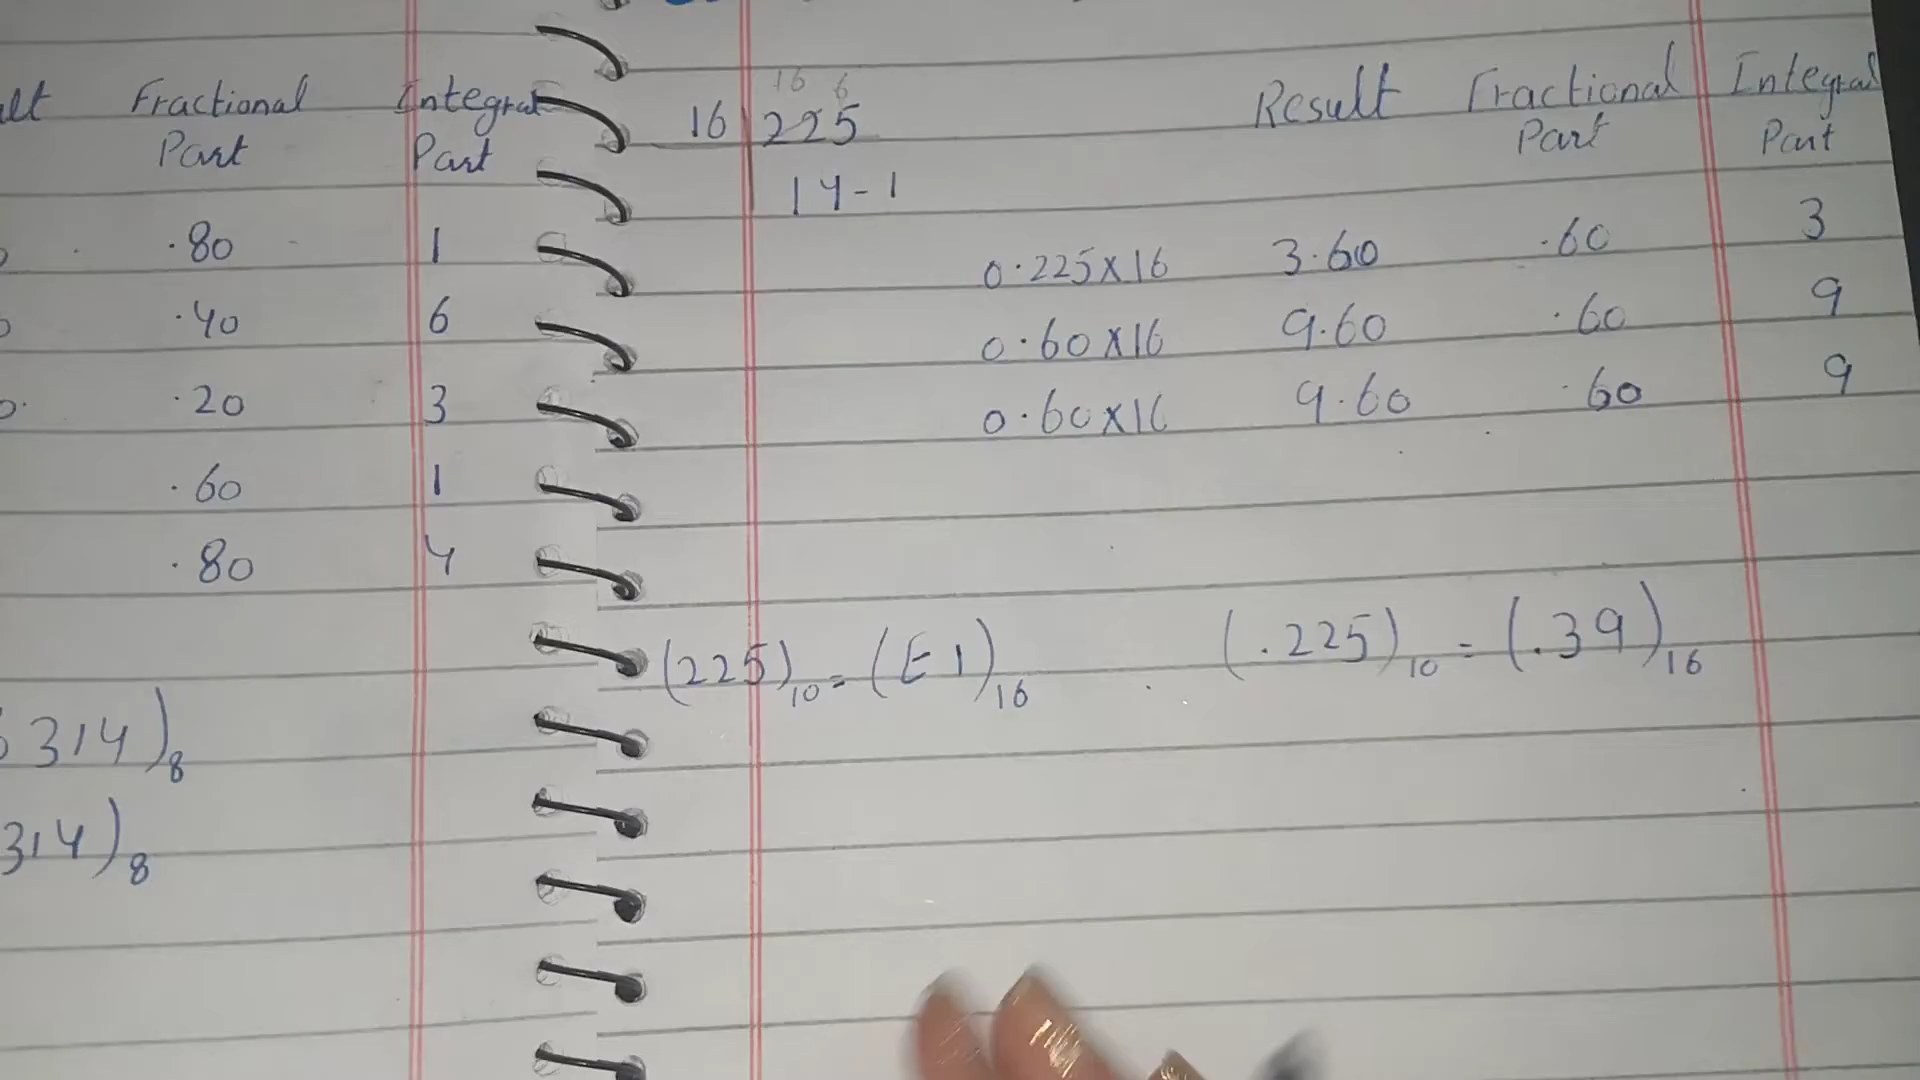 Fractional Integral
Part Part
.80 1
.40 6
.20 3
.60 1
.80 4
314)8
314)8
16 6
16 225
14-1
Result Fractional Integral
Part Part
0.225x16 3.60 .60 3
0.60x16 9.60 .60 9
0.60x16 9.60 .60 9
(225)10 = (E1)16 (.225)10 = (.39)16